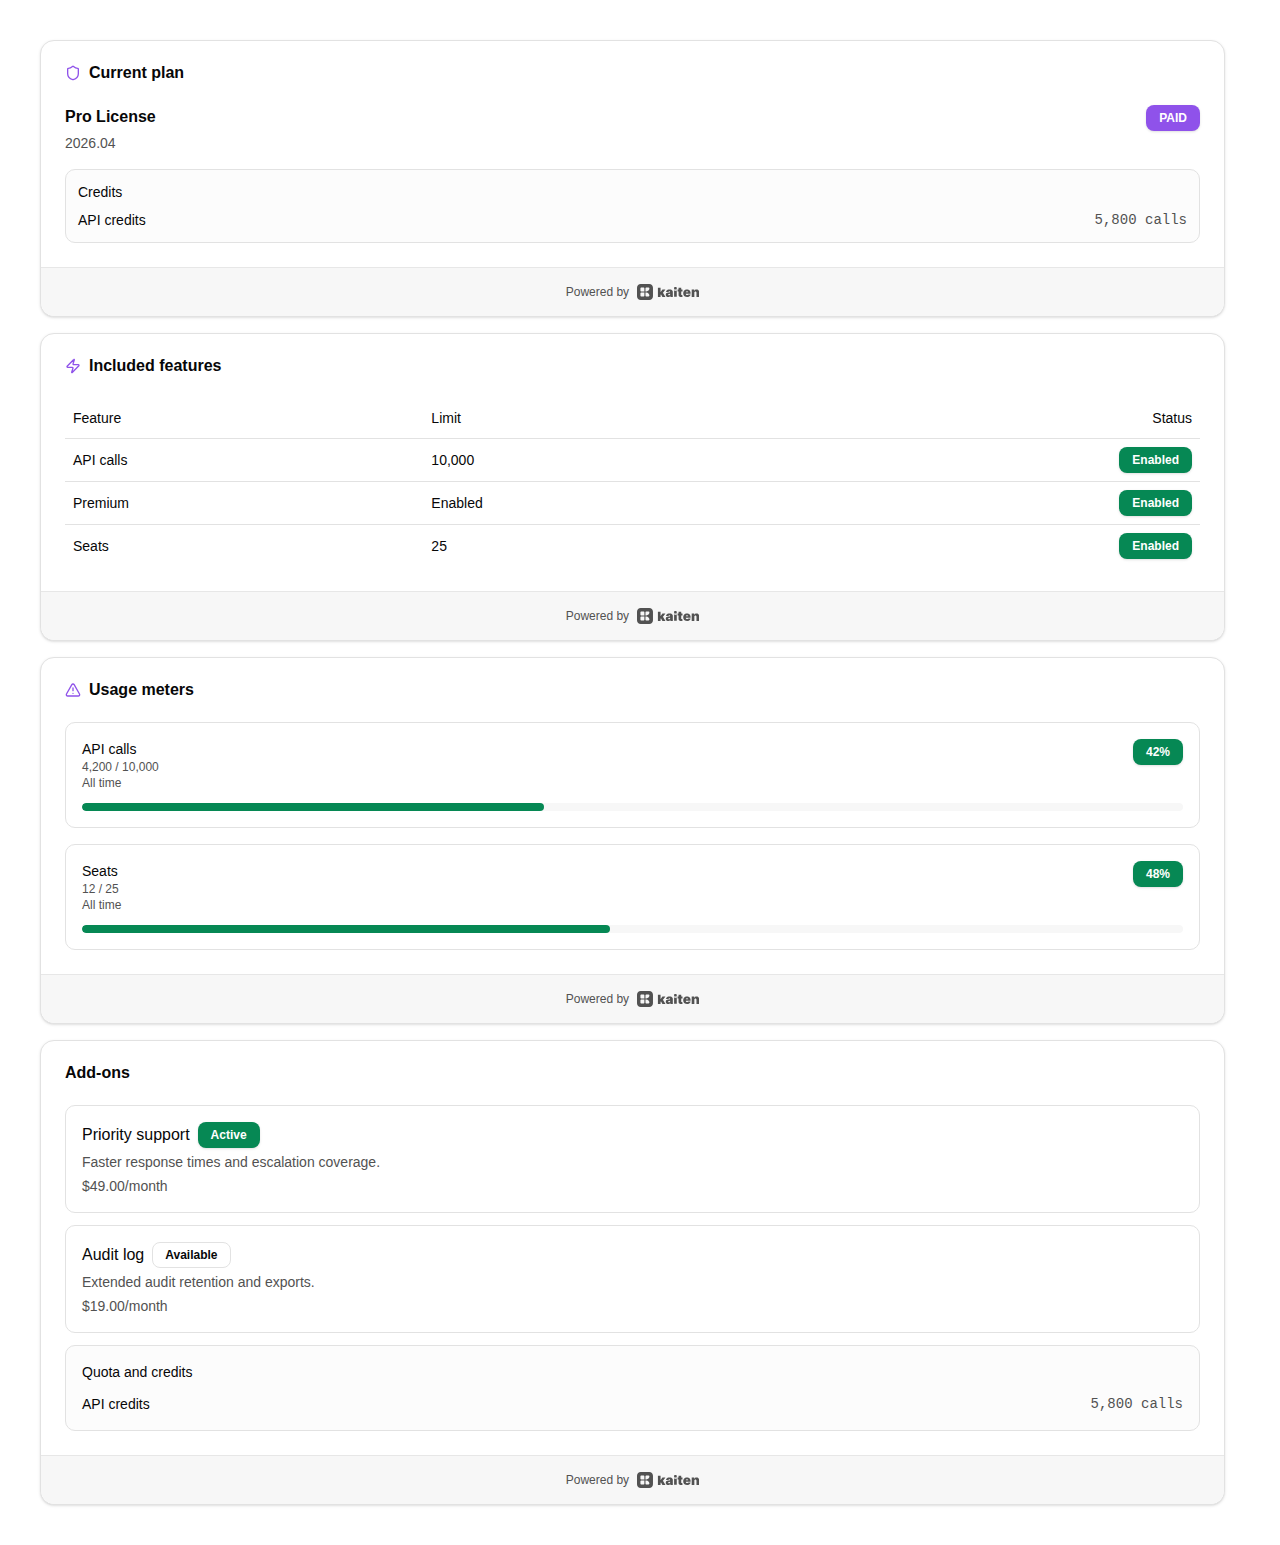 Current plan
Pro License
PAID
2026.04
Credits
API credits 5,800 calls
Powered by kaiten
Included features
Feature Limit Status
API calls 10,000 Enabled
Premium Enabled Enabled
Seats 25 Enabled
Powered by kaiten
Usage meters
API calls 42%
4,200 / 10,000
All time
Seats 48%
12 / 25
All time
Powered by kaiten
Add-ons
Priority support Active
Faster response times and escalation coverage.
$49.00/month
Audit log Available
Extended audit retention and exports.
$19.00/month
Quota and credits
API credits 5,800 calls
Powered by kaiten